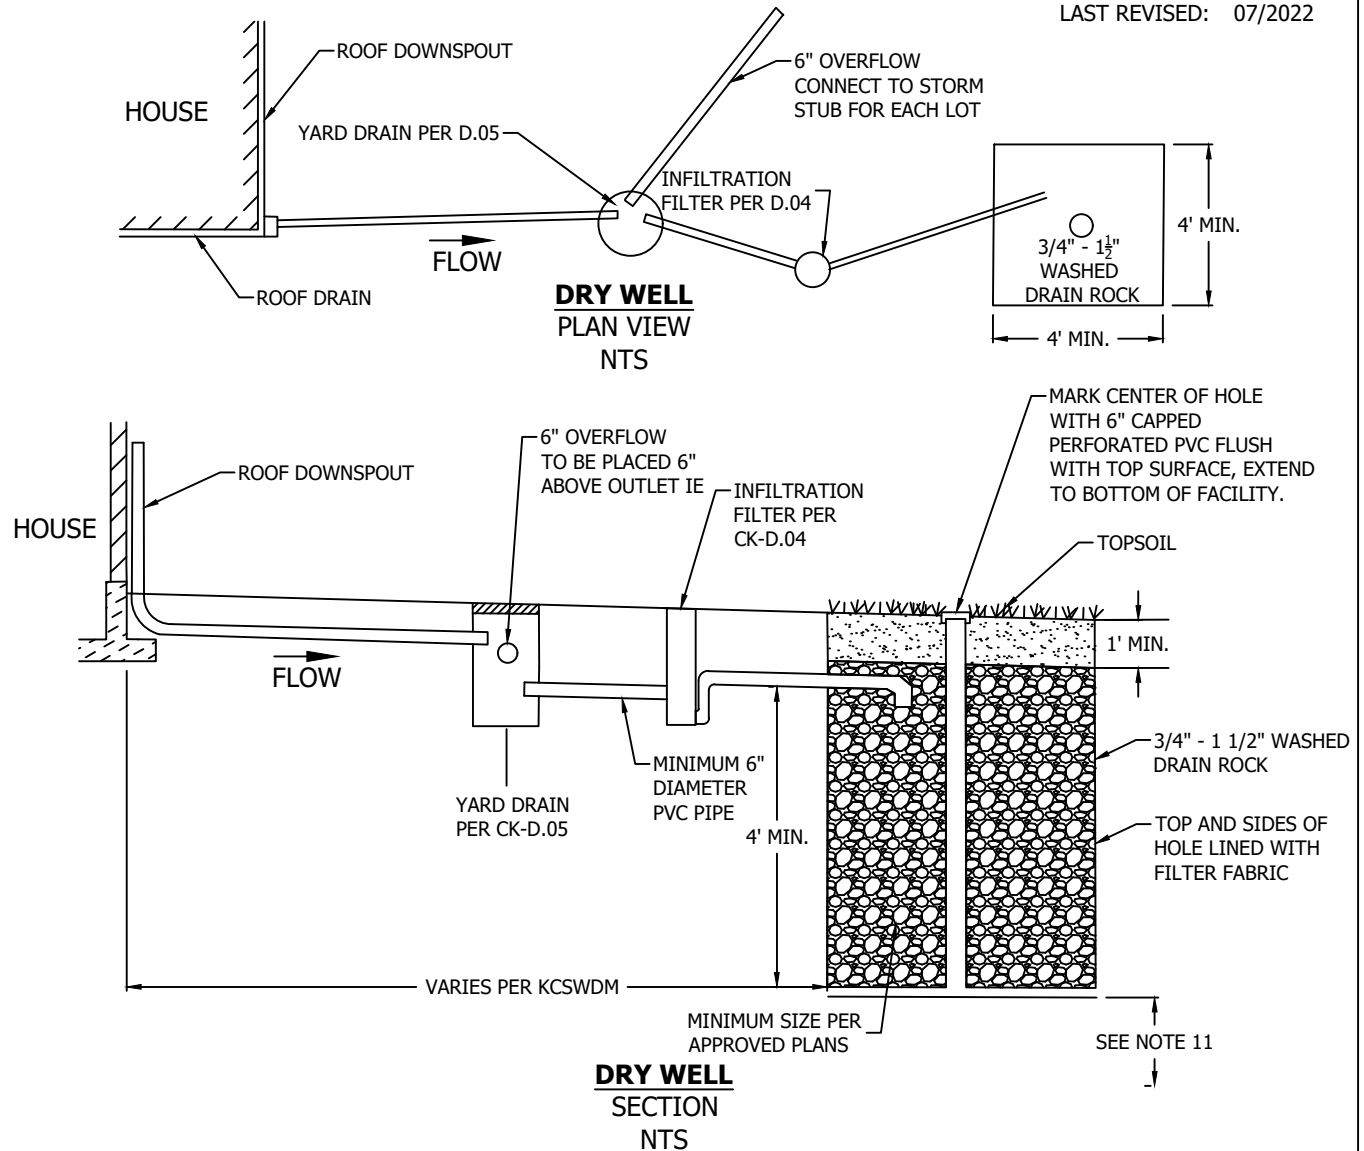 LAST REVISED: 07/2022
ROOF DOWNSPOUT
HOUSE
6" OVERFLOW
CONNECT TO STORM
STUB FOR EACH LOT
YARD DRAIN PER D.05
INFILTRATION
FILTER PER D.04
FLOW
ROOF DRAIN
4' MIN.
3/4" - 1 1/2"
WASHED
DRAIN ROCK
4' MIN.
DRY WELL
PLAN VIEW
NTS
MARK CENTER OF HOLE
WITH 6" CAPPED
PERFORATED PVC FLUSH
WITH TOP SURFACE, EXTEND
TO BOTTOM OF FACILITY.
6" OVERFLOW
TO BE PLACED 6"
ABOVE OUTLET IE
ROOF DOWNSPOUT
INFILTRATION
FILTER PER
CK-D.04
HOUSE
TOPSOIL
1' MIN.
FLOW
MINIMUM 6"
DIAMETER
PVC PIPE
YARD DRAIN
PER CK-D.05
4' MIN.
3/4" - 1 1/2" WASHED
DRAIN ROCK
TOP AND SIDES OF
HOLE LINED WITH
FILTER FABRIC
VARIES PER KCSWDM
MINIMUM SIZE PER
APPROVED PLANS
SEE NOTE 11
DRY WELL
SECTION
NTS